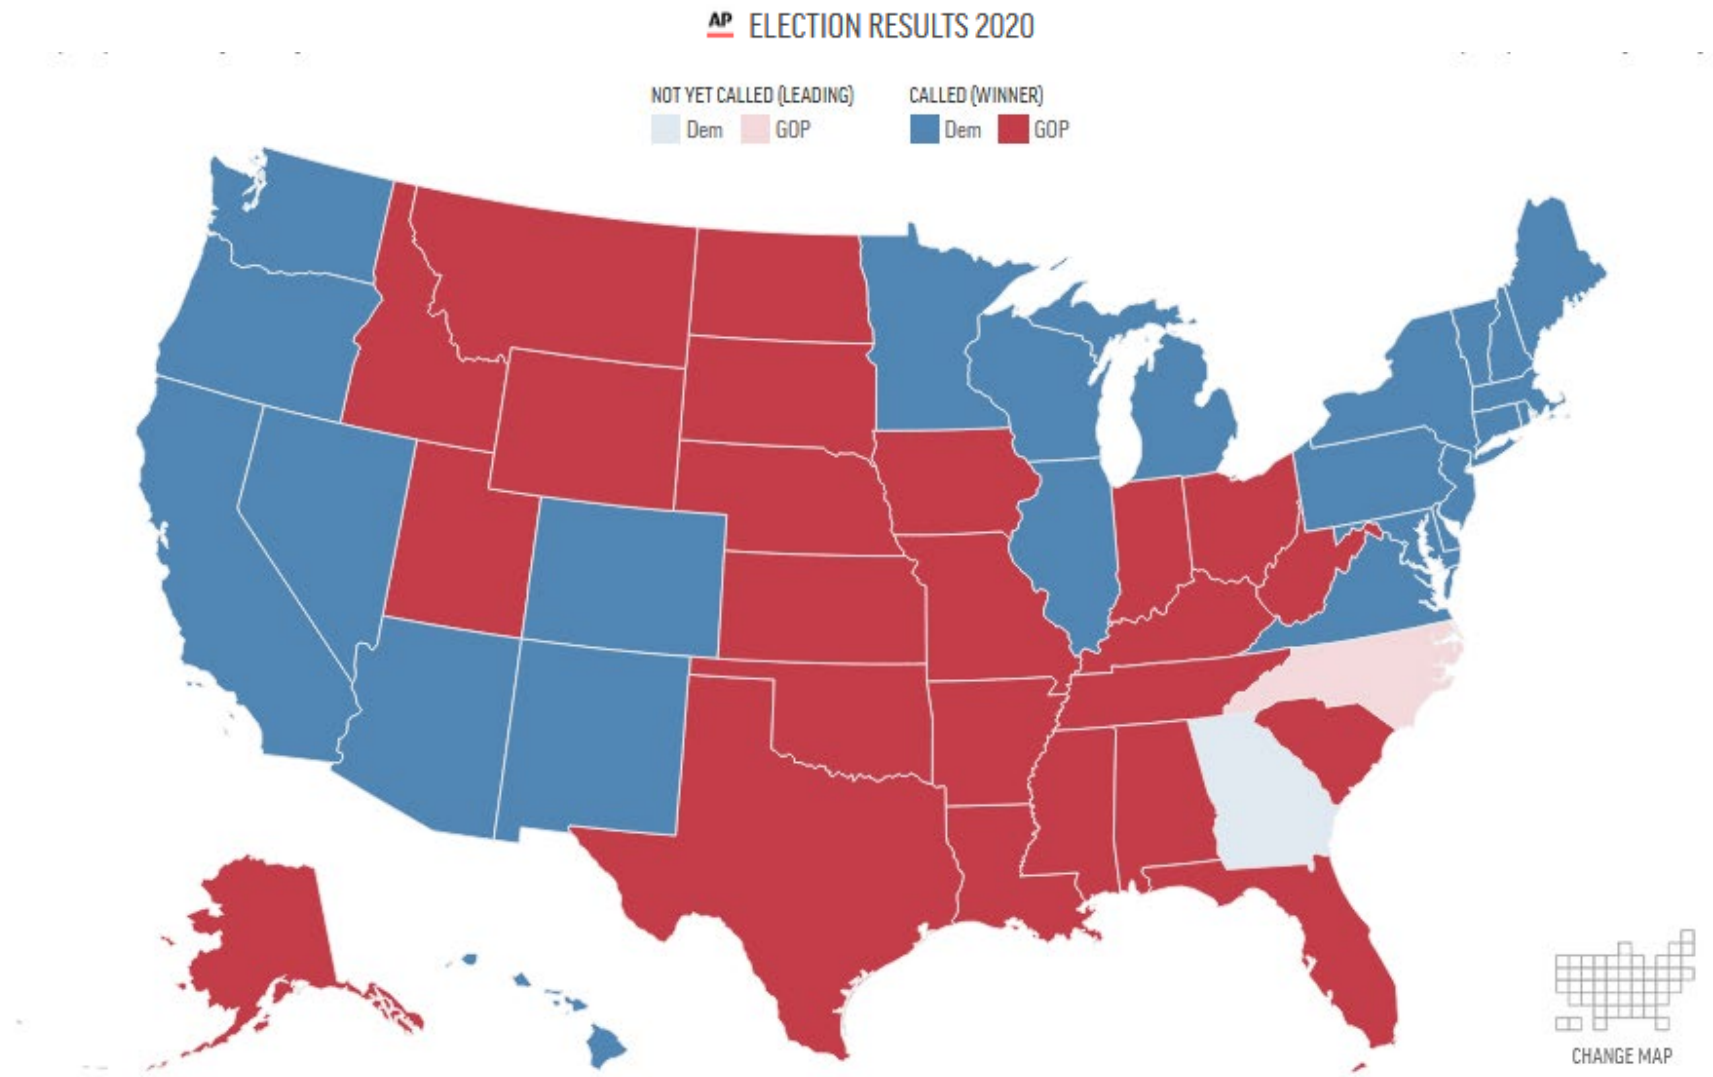 AP ELECTION RESULTS 2020
NOT YET CALLED (LEADING) CALLED (WINNER)
Dem GOP Dem GOP
CHANGE MAP